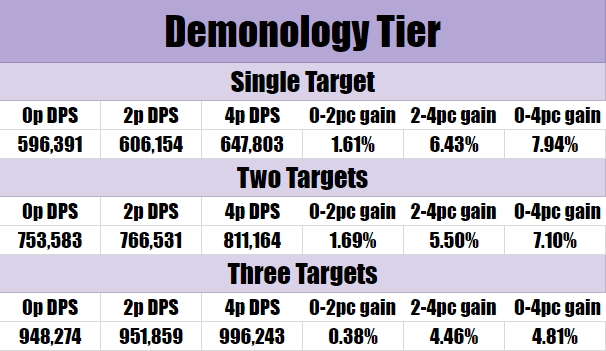 Demonology Tier
Single Target
0p DPS 2p DPS 4p DPS 0-2pc gain 2-4pc gain 0-4pc gain
596,391 606,154 647,803 1.61% 6.43% 7.94%
Two Targets
0p DPS 2p DPS 4p DPS 0-2pc gain 2-4pc gain 0-4pc gain
753,583 766,531 811,164 1.69% 5.50% 7.10%
Three Targets
0p DPS 2p DPS 4p DPS 0-2pc gain 2-4pc gain 0-4pc gain
948,274 951,859 996,243 0.38% 4.46% 4.81%